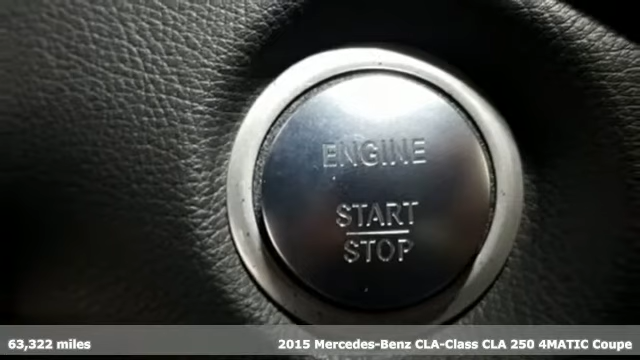 ENGINE
START
STOP
63,322 miles
2015 Mercedes-Benz CLA-Class CLA 250 4MATIC Coupe